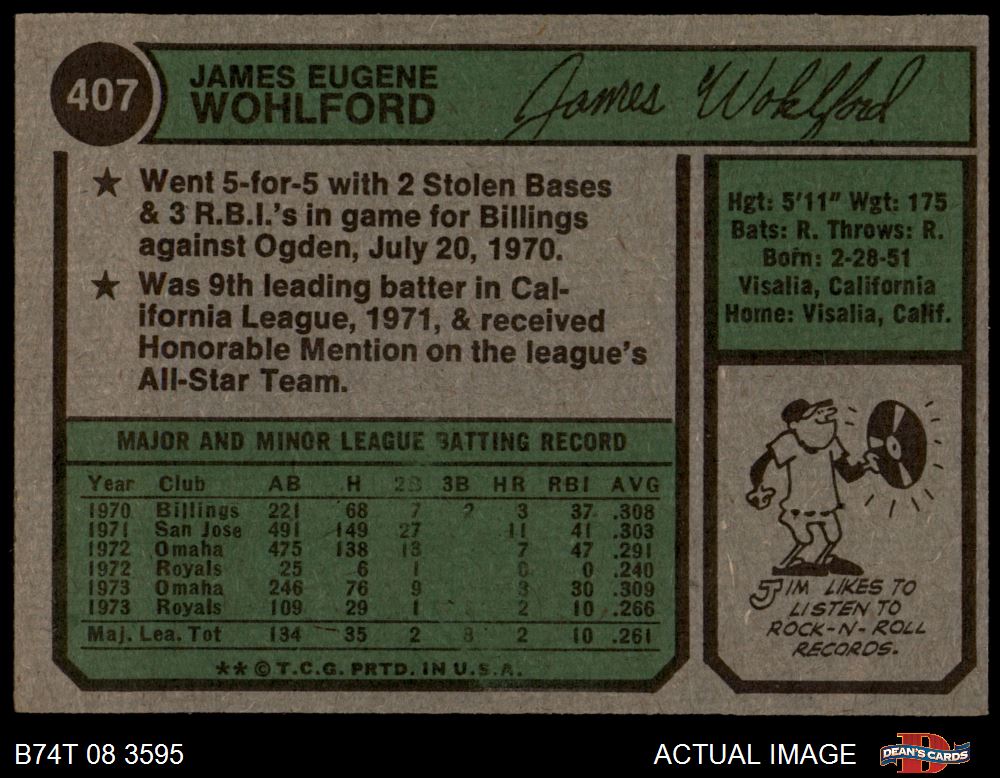 407
JAMES EUGENE
WOHLFORD
James Wohlford
★ Went 5-for-5 with 2 Stolen Bases
& 3 R.B.I.'s in game for Billings
against Ogden, July 20, 1970.
★ Was 9th leading batter in Cal-
ifornia League, 1971, & received
Honorable Mention on the league's
All-Star Team.
Hgt: 5'11" Wgt: 175
Bats: R. Throws: R.
Born: 2-28-51
Visalia, California
Home: Visalia, Calif.
MAJOR AND MINOR LEAGUE BATTING RECORD
Year Club AB H 2B 3B HR RBI AVG
1970 Billings 221 68 7 3 37 .308
1971 San Jose 491 149 27 11 41 .303
1972 Omaha 475 138 13 7 47 .291
1972 Royals 25 6 1 0 0 .240
1973 Omaha 246 76 9 3 30 .309
1973 Royals 109 29 1 2 10 .266
Maj. Lea. Tot 134 35 2 2 10 .261
** © T.C.G. PRTD. IN U.S.A.
JIM LIKES TO
LISTEN TO
ROCK-N-ROLL
RECORDS.
B74T 08 3595
ACTUAL IMAGE
DEAN'S CARDS